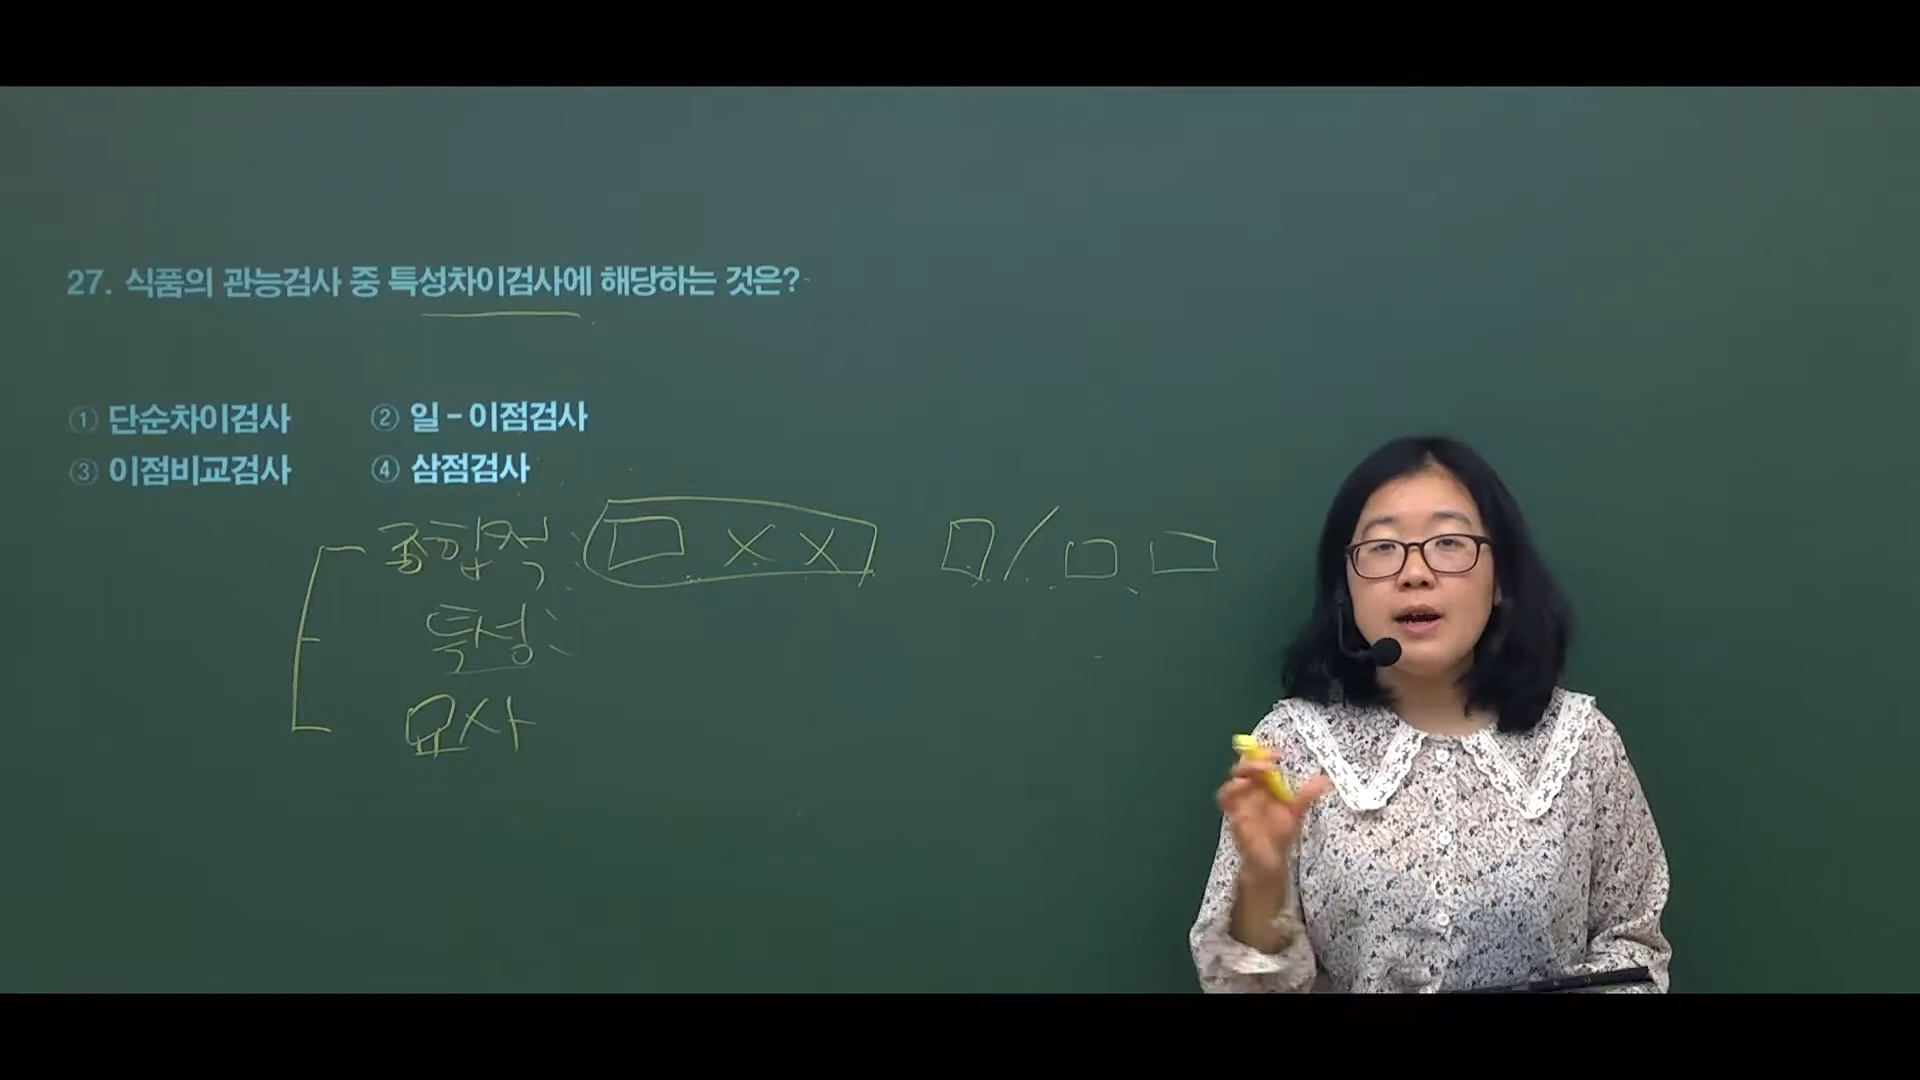 27. 식품의 관능검사 중 특성차이검사에 해당하는 것은?
① 단순차이검사 ② 일-이점검사
③ 이점비교검사 ④ 삼점검사
종합적 :
특성 :
묘사